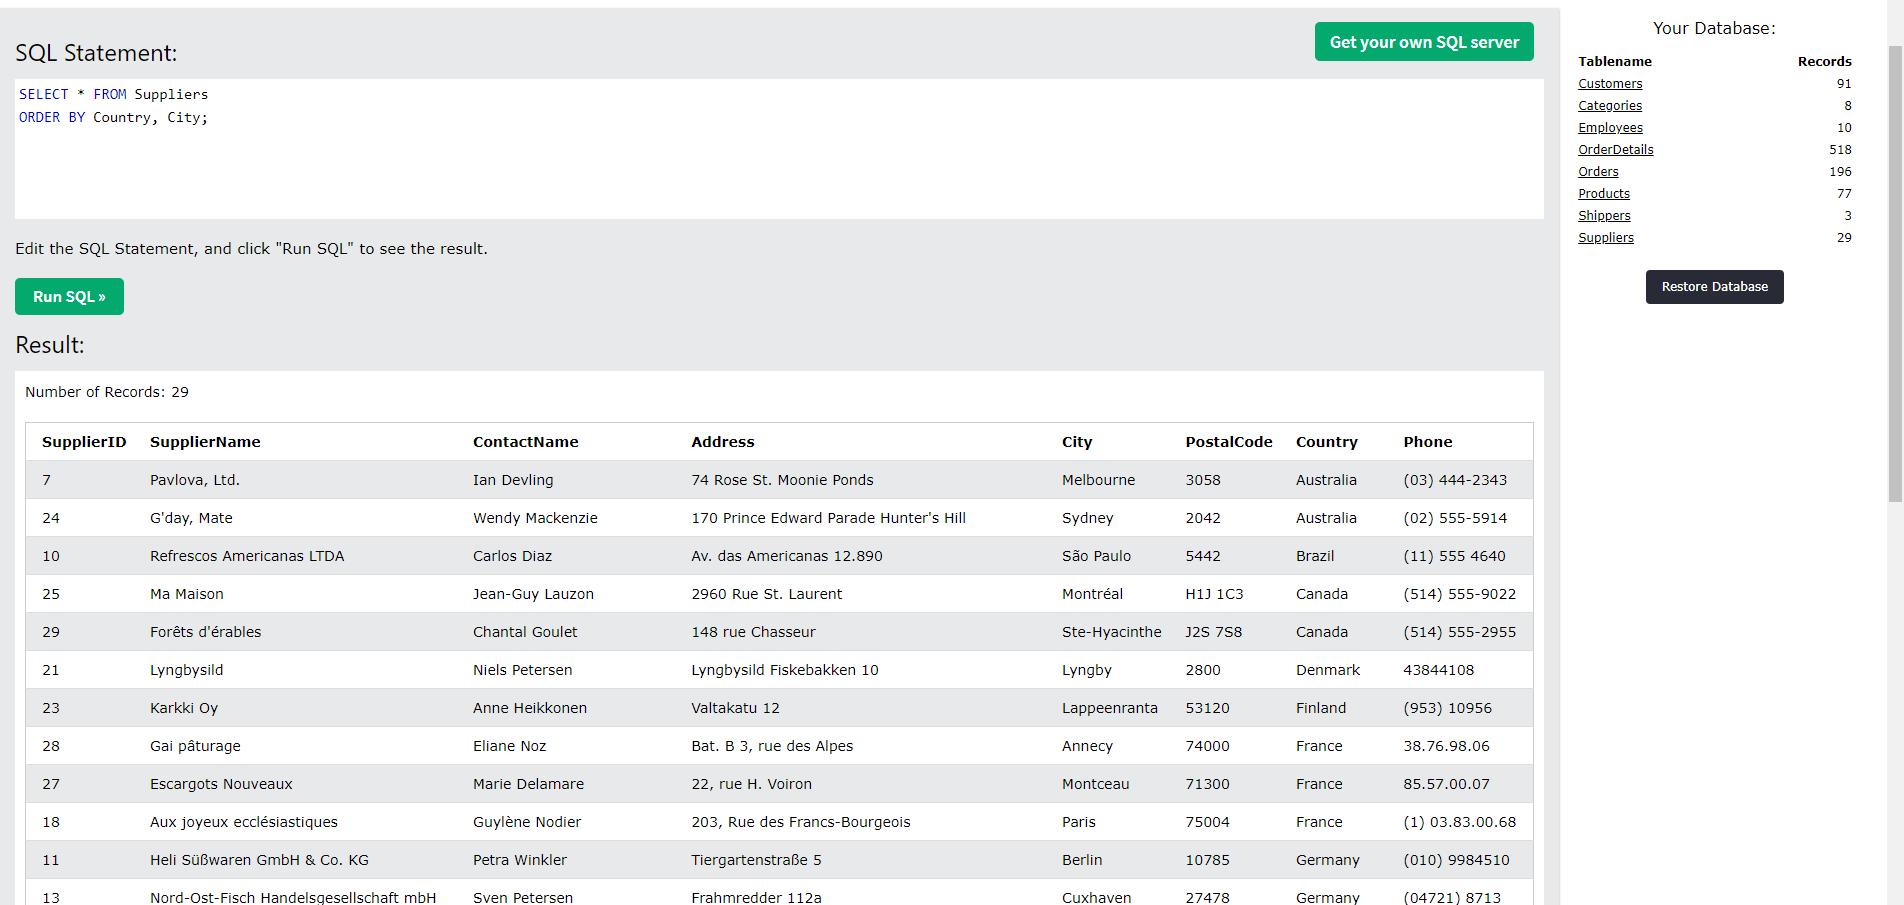 SQL Statement:
Get your own SQL server
SELECT * FROM Suppliers
ORDER BY Country, City;
Edit the SQL Statement, and click "Run SQL" to see the result.
Run SQL »
Result:
Number of Records: 29
SupplierID SupplierName ContactName Address City PostalCode Country Phone
7 Pavlova, Ltd. Ian Devling 74 Rose St. Moonie Ponds Melbourne 3058 Australia (03) 444-2343
24 G'day, Mate Wendy Mackenzie 170 Prince Edward Parade Hunter's Hill Sydney 2042 Australia (02) 555-5914
10 Refrescos Americanas LTDA Carlos Diaz Av. das Americanas 12.890 São Paulo 5442 Brazil (11) 555 4640
25 Ma Maison Jean-Guy Lauzon 2960 Rue St. Laurent Montréal H1J 1C3 Canada (514) 555-9022
29 Forêts d'érables Chantal Goulet 148 rue Chasseur Ste-Hyacinthe J2S 7S8 Canada (514) 555-2955
21 Lyngbysild Niels Petersen Lyngbysild Fiskebakken 10 Lyngby 2800 Denmark 43844108
23 Karkki Oy Anne Heikkonen Valtakatu 12 Lappeenranta 53120 Finland (953) 10956
28 Gai pâturage Eliane Noz Bat. B 3, rue des Alpes Annecy 74000 France 38.76.98.06
27 Escargots Nouveaux Marie Delamare 22, rue H. Voiron Montceau 71300 France 85.57.00.07
18 Aux joyeux ecclésiastiques Guylène Nodier 203, Rue des Francs-Bourgeois Paris 75004 France (1) 03.83.00.68
11 Heli Süßwaren GmbH & Co. KG Petra Winkler Tiergartenstraße 5 Berlin 10785 Germany (010) 9984510
13 Nord-Ost-Fisch Handelsgesellschaft mbH Sven Petersen Frahmredder 112a Cuxhaven 27478 Germany (04721) 8713
Your Database:
Tablename Records
Customers 91
Categories 8
Employees 10
OrderDetails 518
Orders 196
Products 77
Shippers 3
Suppliers 29
Restore Database